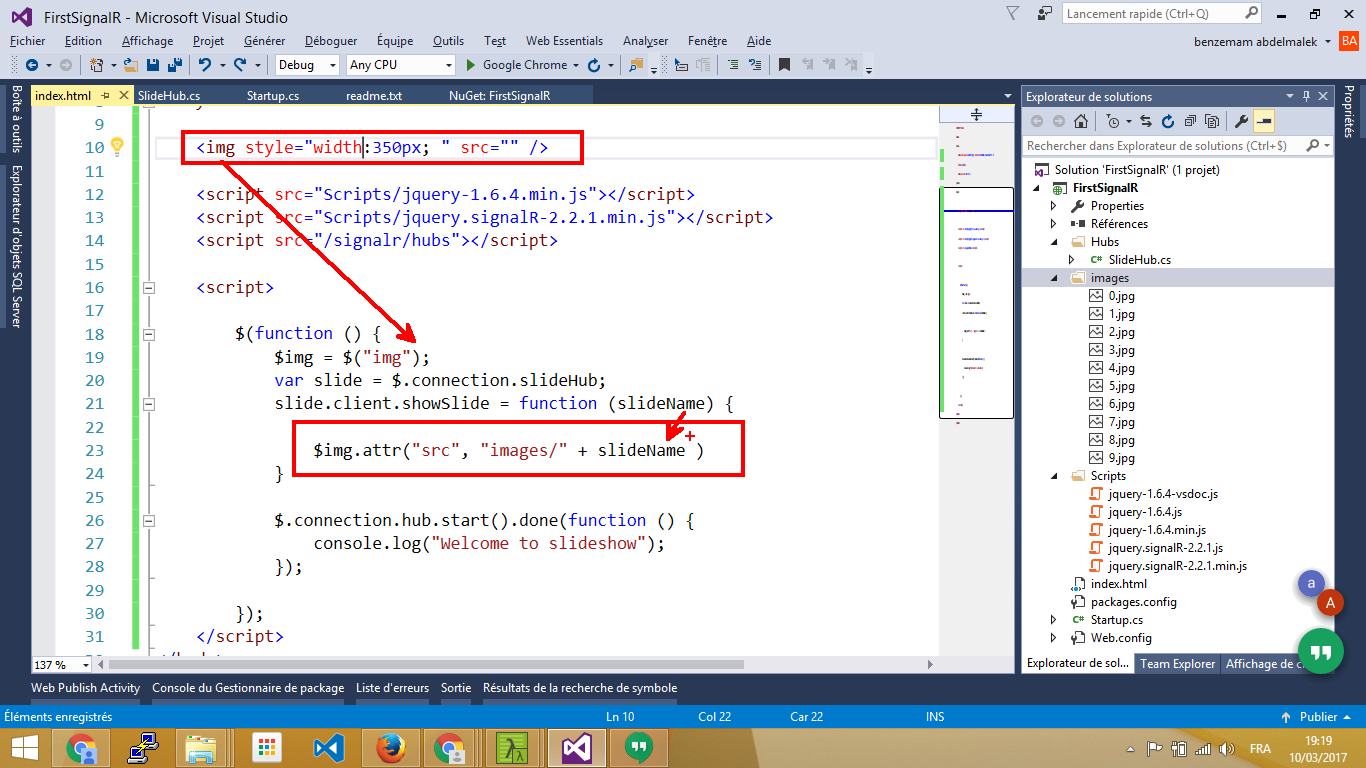 FirstSignalR - Microsoft Visual Studio
Lancement rapide (Ctrl+Q)
Fichier Edition Affichage Projet Générer Déboguer Équipe Outils Test Web Essentials Analyser Fenêtre Aide
benzemam abdelmalek BA
Debug Any CPU Google Chrome
Boîte à outils
Explorateur d'objets SQL Server
index.html SlideHub.cs Startup.cs readme.txt NuGet: FirstSignalR
9
10 <img style="width:350px; " src="" />
11
12 <script src="Scripts/jquery-1.6.4.min.js"></script>
13 <script src="Scripts/jquery.signalR-2.2.1.min.js"></script>
14 <script src="/signalr/hubs"></script>
15
16 <script>
17
18 $(function () {
19 $img = $("img");
20 var slide = $.connection.slideHub;
21 slide.client.showSlide = function (slideName) {
22
23 $img.attr("src", "images/" + slideName )
24 }
25
26 $.connection.hub.start().done(function () {
27 console.log("Welcome to slideshow");
28 });
29
30 });
31 </script>
137 %
Explorateur de solutions
Rechercher dans Explorateur de solutions (Ctrl+$)
Solution 'FirstSignalR' (1 projet)
FirstSignalR
Properties
Références
Hubs
C# SlideHub.cs
images
0.jpg
1.jpg
2.jpg
3.jpg
4.jpg
5.jpg
6.jpg
7.jpg
8.jpg
9.jpg
Scripts
jquery-1.6.4-vsdoc.js
jquery-1.6.4.js
jquery-1.6.4.min.js
jquery.signalR-2.2.1.js
jquery.signalR-2.2.1.min.js
index.html
packages.config
C# Startup.cs
Web.config
a
A
Explorateur de sol... Team Explorer Affichage de c
Propriétés
Web Publish Activity Console du Gestionnaire de package Liste d'erreurs Sortie Résultats de la recherche de symbole
Éléments enregistrés Ln 10 Col 22 Car 22 INS Publier
FRA
19:19
10/03/2017